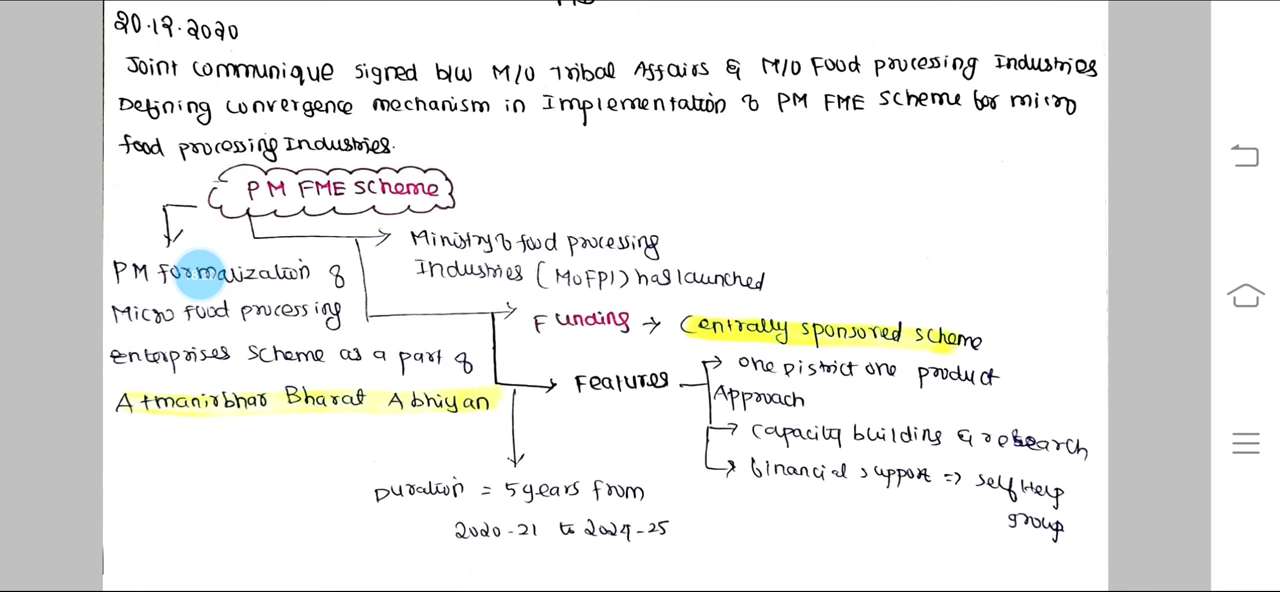 20.12.2020
Joint communique signed b/w M/O Tribal Affairs & M/O Food processing Industries
Defining convergence mechanism in Implementation of PM FME scheme for micro
food processing Industries.
PM FME scheme
PM formalization of
Micro food processing
enterprises scheme as a part of
Atmanirbhar Bharat Abhiyan
Ministry of food processing
Industries (MOFPI) has launched
Funding → Centrally sponsored scheme
Features
one District one product
Approach
capacity building & research
financial support => self Help
group
Duration = 5 years from
2020-21 to 2024-25